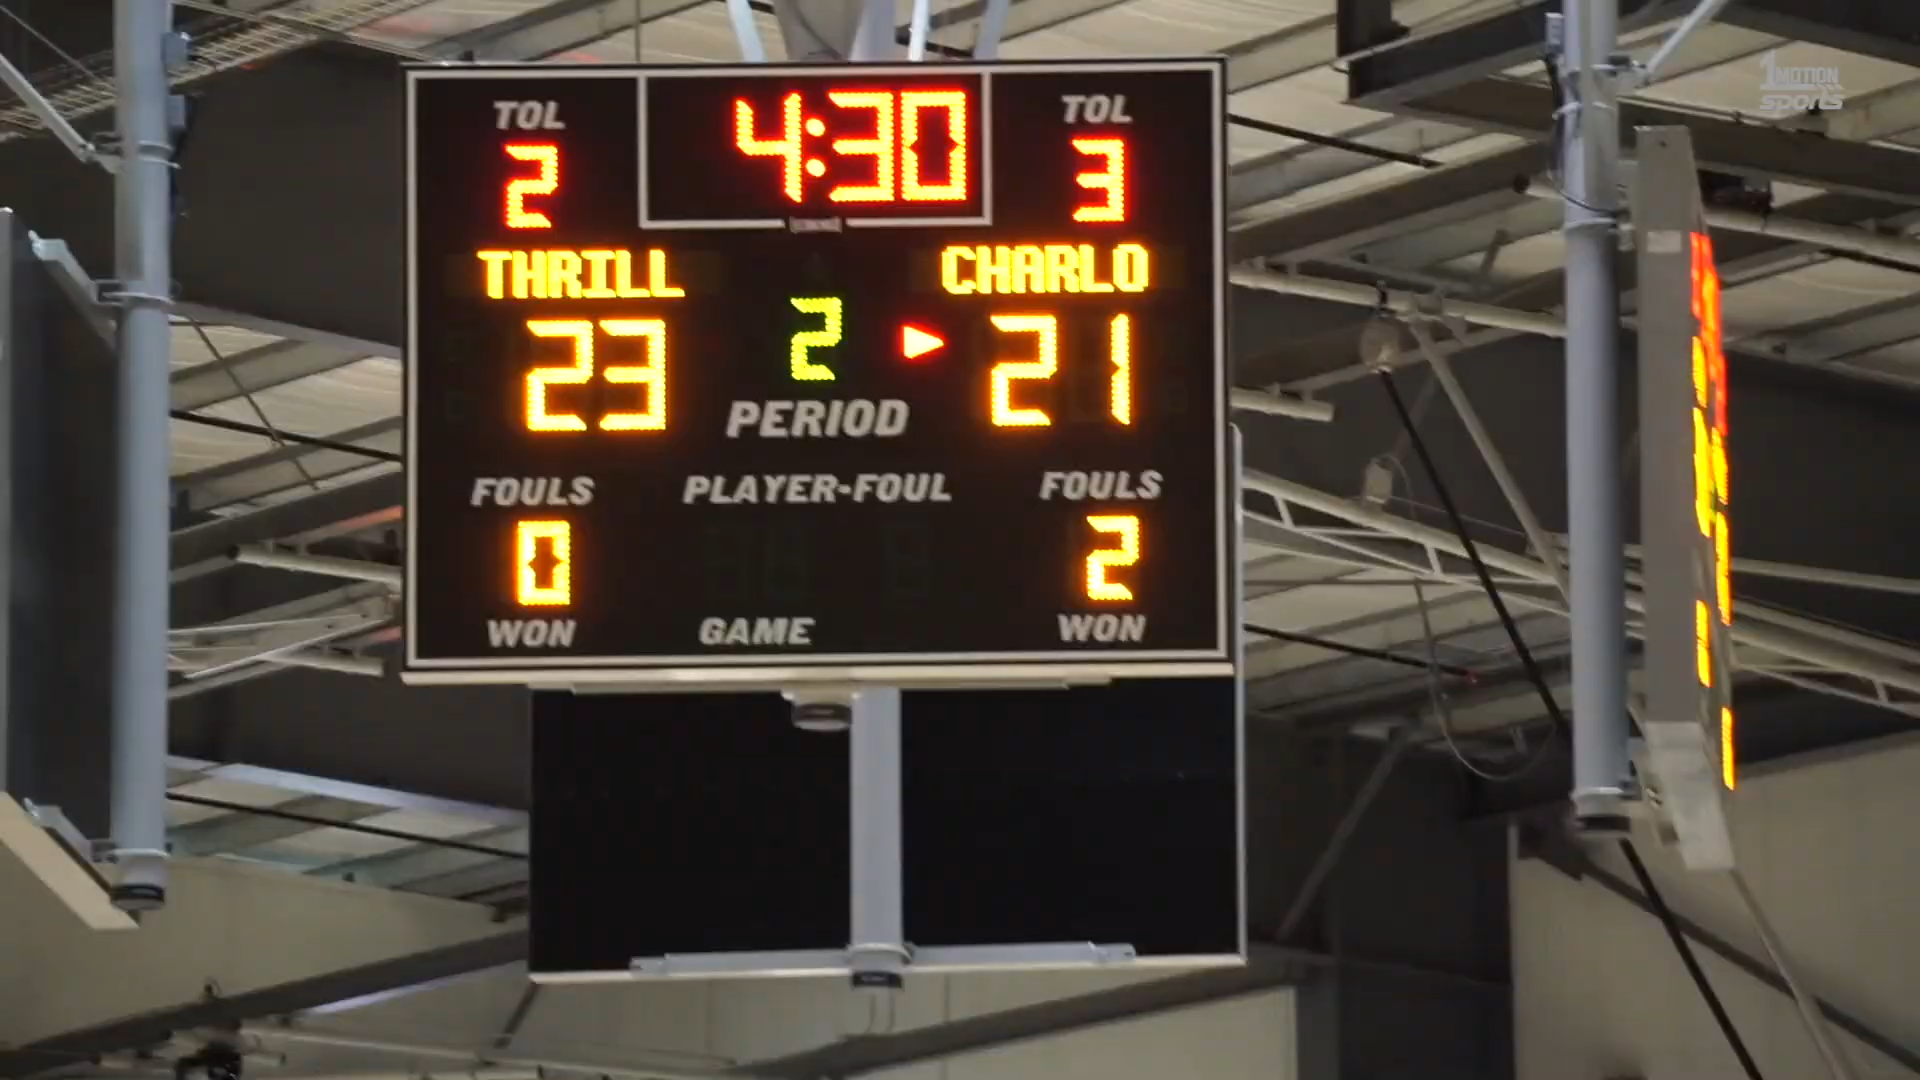 1MOTION
sports
TOL
4:30
TOL
2
3
THRILL
CHARLO
23
2
21
PERIOD
FOULS
PLAYER-FOUL
FOULS
0
2
WON
GAME
WON